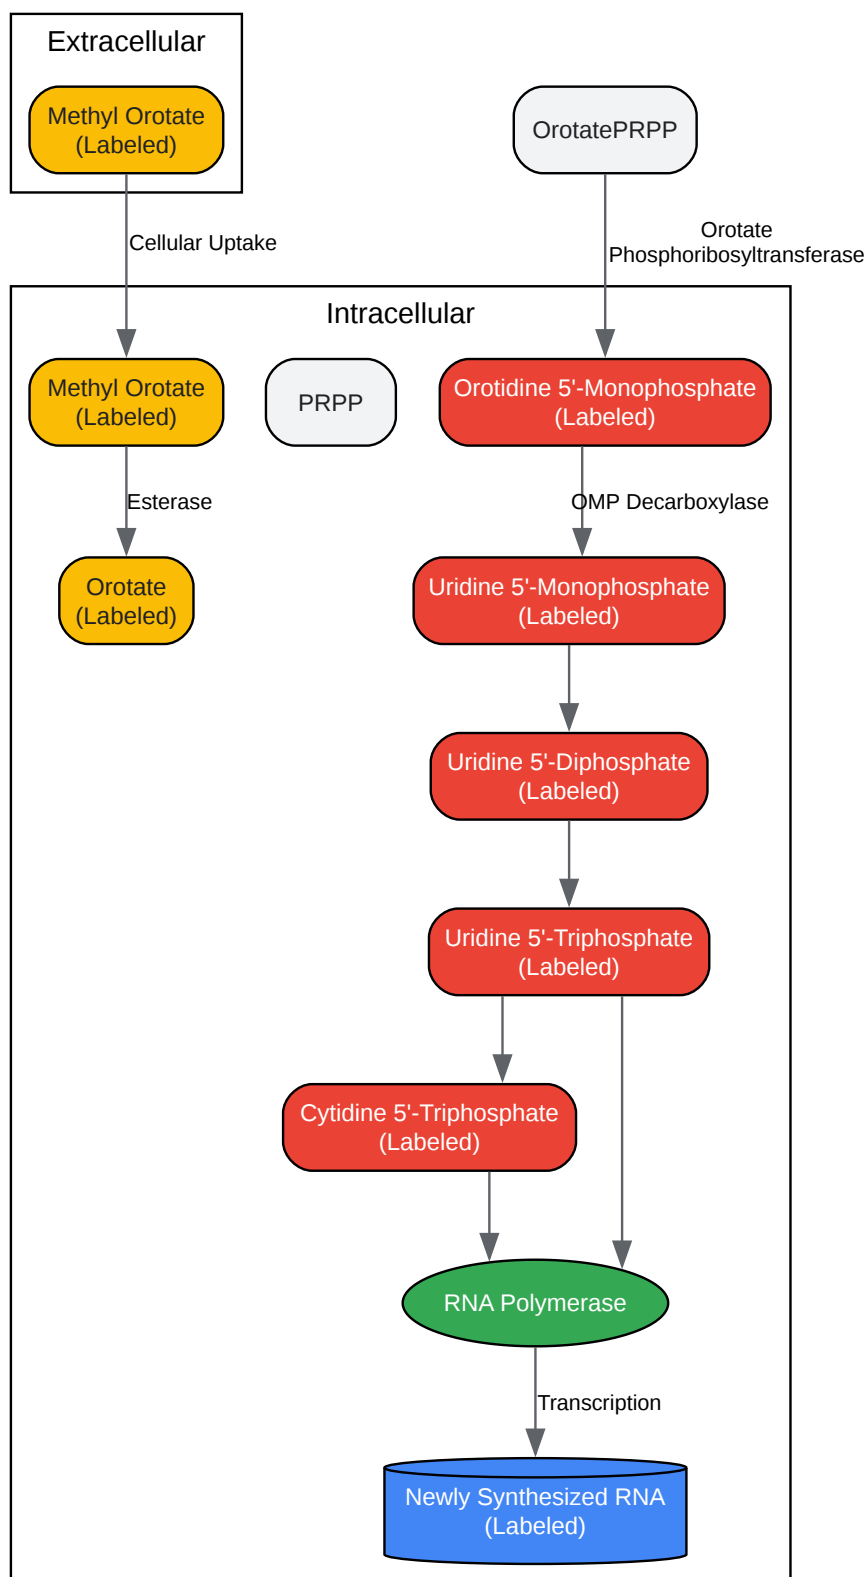 Extracellular
Methyl Orotate
(Labeled)
OrotatePRPP
Cellular Uptake
Orotate
Phosphoribosyltransferase
Intracellular
Methyl Orotate
(Labeled)
PRPP
Orotidine 5'-Monophosphate
(Labeled)
Esterase
OMP Decarboxylase
Orotate
(Labeled)
Uridine 5'-Monophosphate
(Labeled)
Uridine 5'-Diphosphate
(Labeled)
Uridine 5'-Triphosphate
(Labeled)
Cytidine 5'-Triphosphate
(Labeled)
RNA Polymerase
Transcription
Newly Synthesized RNA
(Labeled)